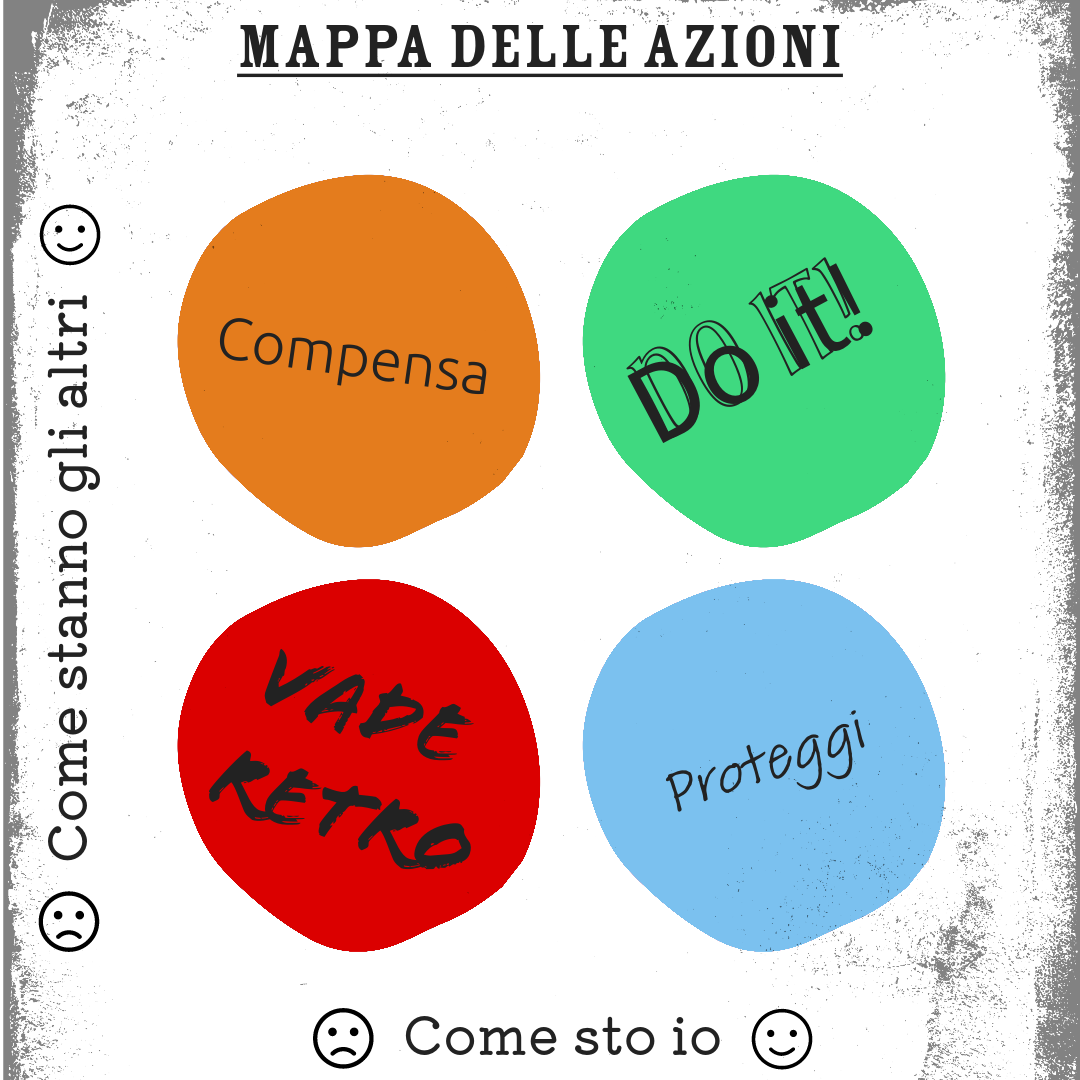 MAPPA DELLE AZIONI
Come stanno gli altri
Compensa
Do it!
VADE
RETRO
Proteggi
Come sto io